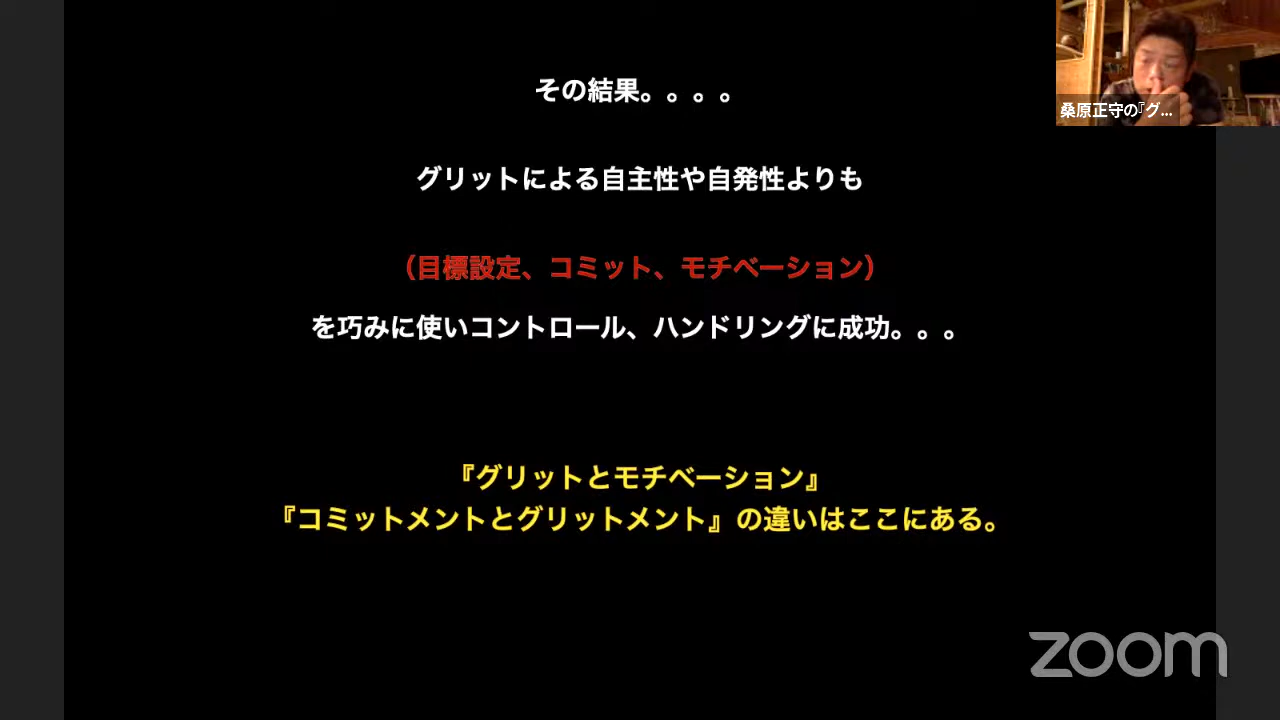 その結果。。。。
桑原正守の『グ...
グリットによる自主性や自発性よりも
（目標設定、コミット、モチベーション）
を巧みに使いコントロール、ハンドリングに成功。。。
『グリットとモチベーション』
『コミットメントとグリットメント』の違いはここにある。
zoom